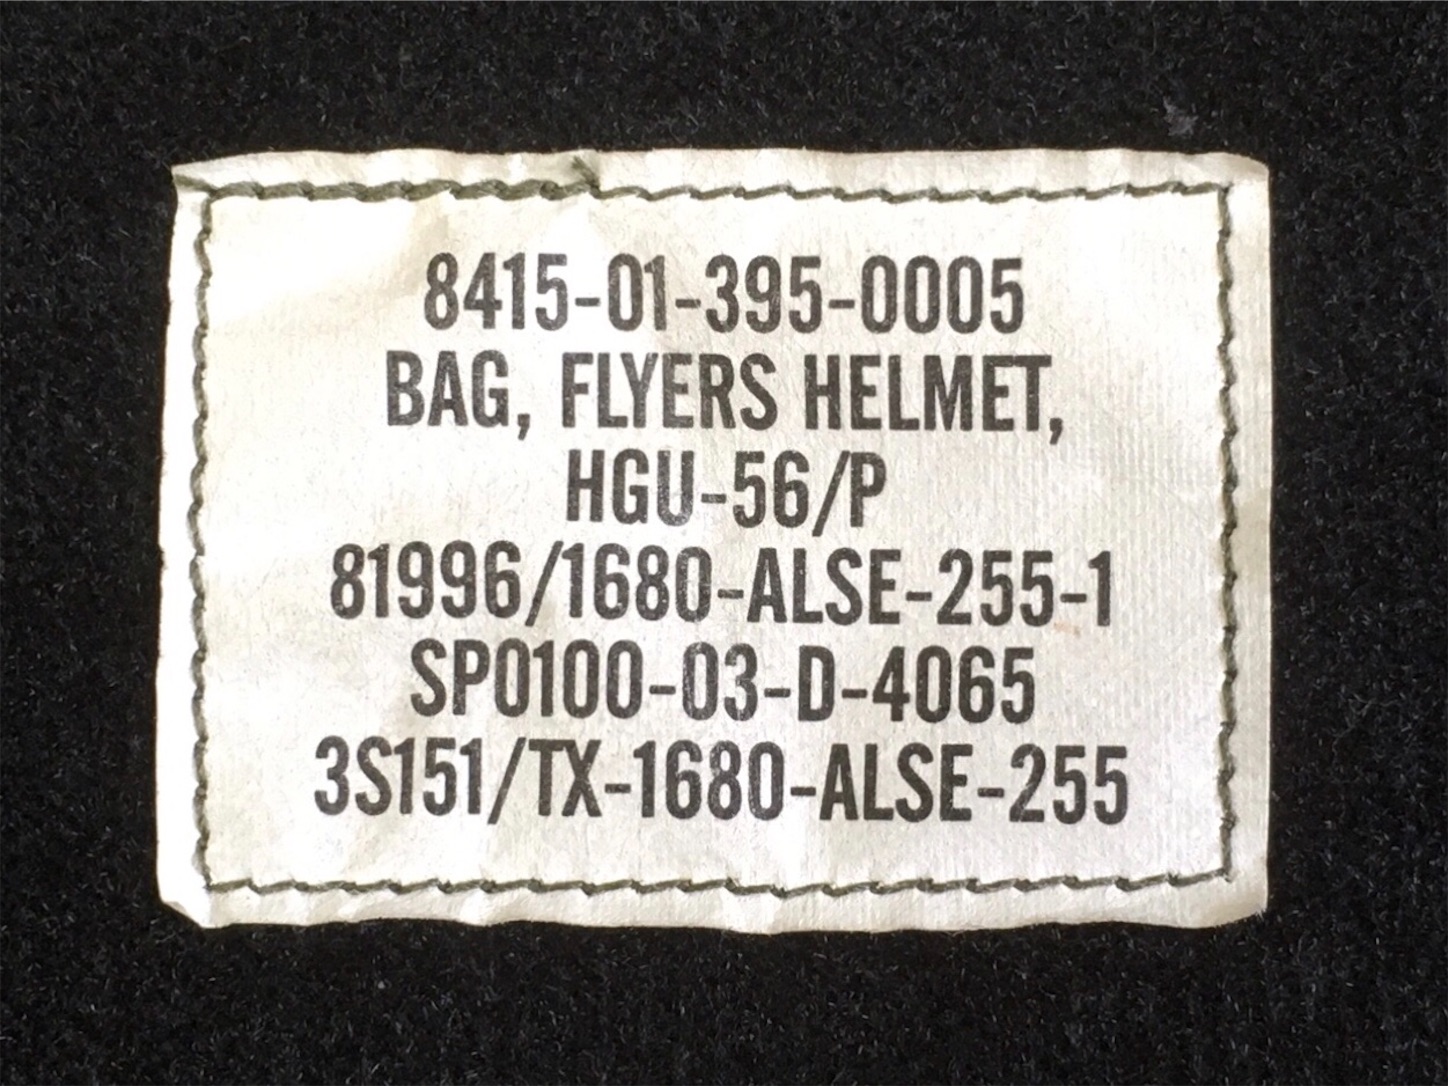 8415-01-395-0005
BAG, FLYERS HELMET,
HGU-56/P
81996/1680-ALSE-255-1
SP0100-03-D-4065
3S151/TX-1680-ALSE-255